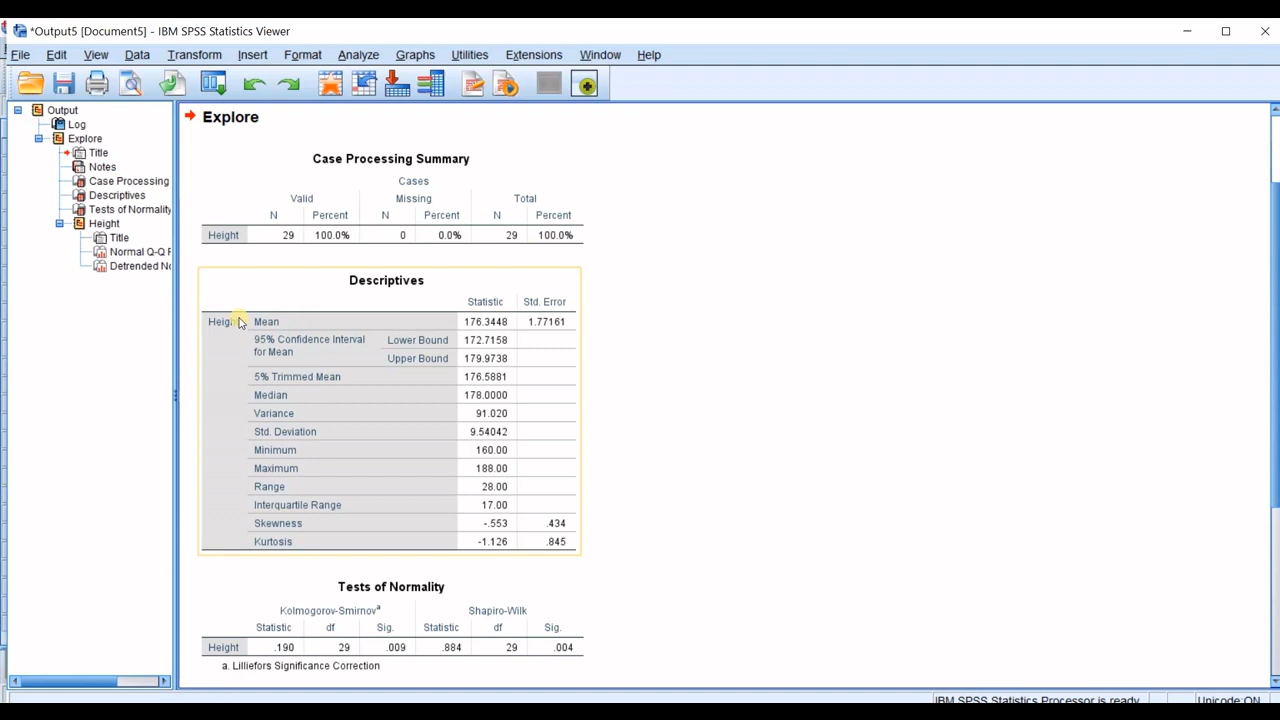 *Output5 [Document5] - IBM SPSS Statistics Viewer
File Edit View Data Transform Insert Format Analyze Graphs Utilities Extensions Window Help
Output
Log
Explore
Title
Notes
Case Processing
Descriptives
Tests of Normality
Height
Title
Normal Q-Q
Detrended
Explore
Case Processing Summary
Cases
Valid Missing Total
N Percent N Percent N Percent
Height 29 100.0% 0 0.0% 29 100.0%
Descriptives
Statistic Std. Error
Height Mean 176.3448 1.77161
95% Confidence Interval for Mean Lower Bound 172.7158
Upper Bound 179.9738
5% Trimmed Mean 176.5881
Median 178.0000
Variance 91.020
Std. Deviation 9.54042
Minimum 160.00
Maximum 188.00
Range 28.00
Interquartile Range 17.00
Skewness -.553 .434
Kurtosis -1.126 .845
Tests of Normality
Kolmogorov-Smirnovᵃ Shapiro-Wilk
Statistic df Sig. Statistic df Sig.
Height .190 29 .009 .884 29 .004
a. Lilliefors Significance Correction
IBM SPSS Statistics Processor is ready Unicode:ON